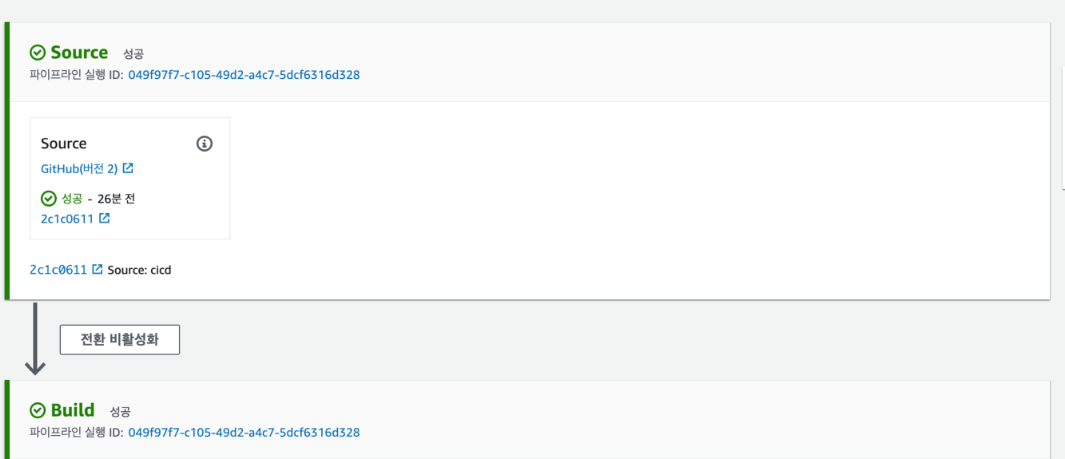 Source 성공
파이프라인 실행 ID: 049f97f7-c105-49d2-a4c7-5dcf6316d328
Source
GitHub(버전 2)
성공 - 26분 전
2c1c0611
2c1c0611 Source: cicd
전환 비활성화
Build 성공
파이프라인 실행 ID: 049f97f7-c105-49d2-a4c7-5dcf6316d328